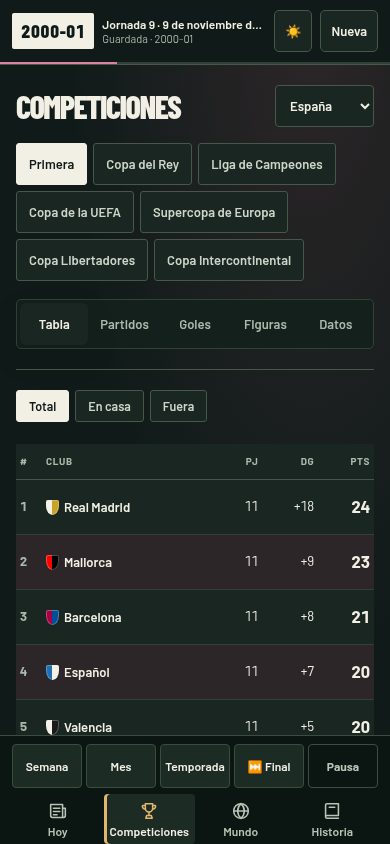 2000-01
Jornada 9 · 9 de noviembre d...
Guardada · 2000-01
Nueva
COMPETICIONES
España
Primera
Copa del Rey
Liga de Campeones
Copa de la UEFA
Supercopa de Europa
Copa Libertadores
Copa Intercontinental
Tabla
Partidos
Goles
Figuras
Datos
Total
En casa
Fuera
# CLUB PJ DG PTS
1 Real Madrid 11 +18 24
2 Mallorca 11 +9 23
3 Barcelona 11 +8 21
4 Español 11 +7 20
5 Valencia 11 +5 20
Semana
Mes
Temporada
⏭️ Final
Pausa
Hoy
Competiciones
Mundo
Historia